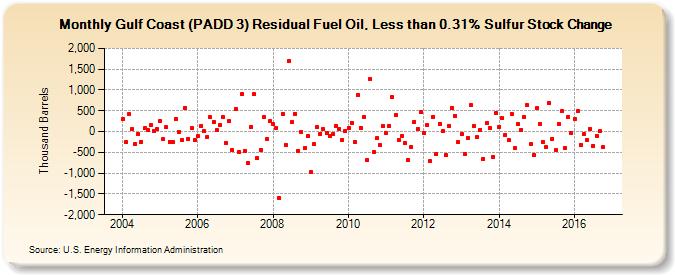 Monthly Gulf Coast (PADD 3) Residual Fuel Oil, Less than 0.31% Sulfur Stock Change
Thousand Barrels
2,000
1,500
1,000
500
0
-500
-1,000
-1,500
-2,000
2004 2006 2008 2010 2012 2014 2016
Source: U.S. Energy Information Administration